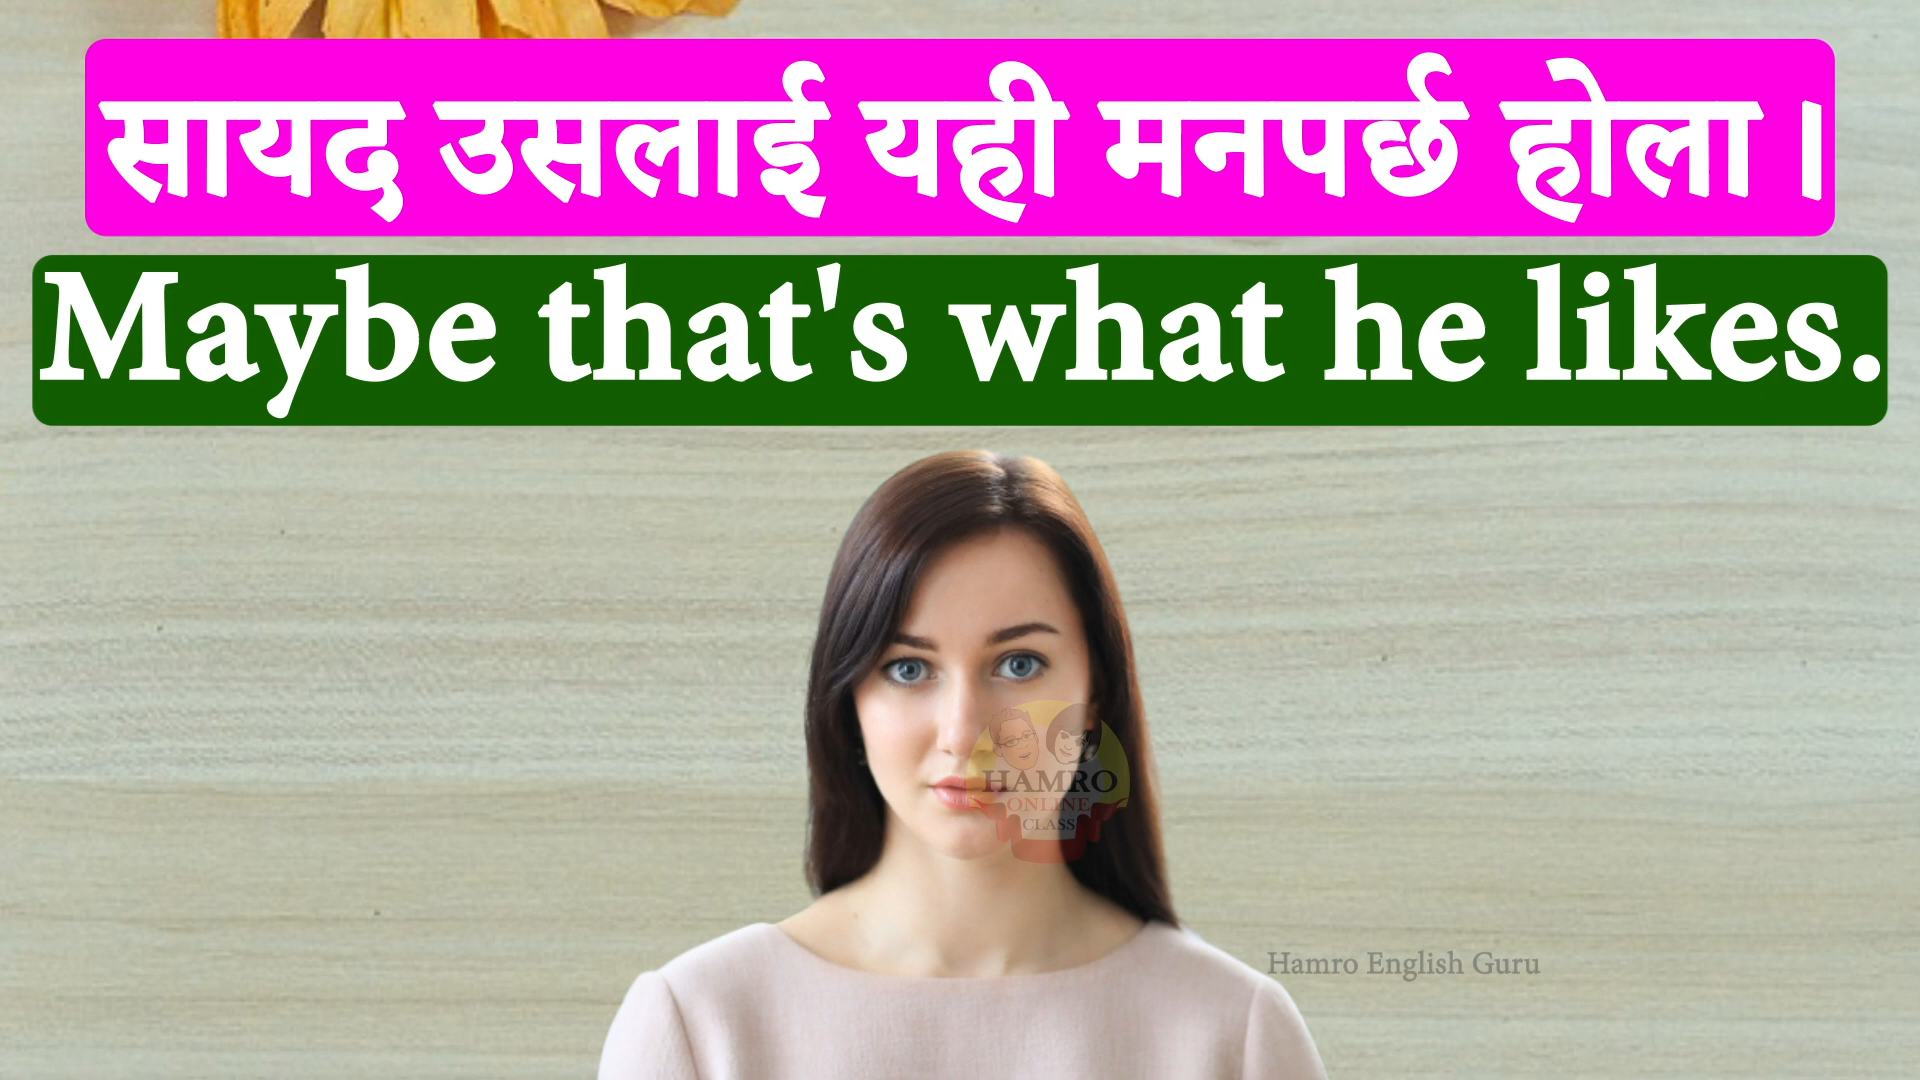 सायद उसलाई यही मनपर्छ होला ।
Maybe that's what he likes.
HAMRO
ONLINE
CLASS
Hamro English Guru